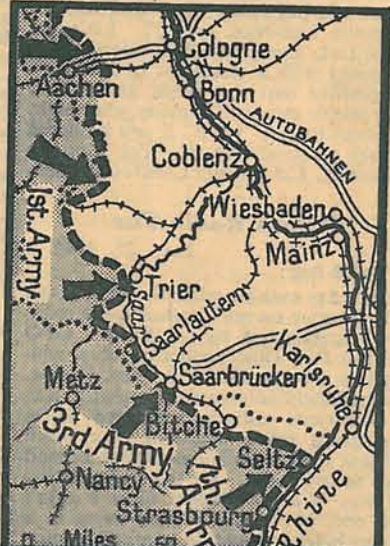 Cologne
Aachen
Bonn
AUTOBAHNEN
Coblenz
Wiesbaden
Mainz
1st. Army
Trier
Saar
Saarlautern
Karlsruhe
Saarbrücken
Metz
Bitche
3rd. Army
7th
Seltz
Nancy
Strasbourg
Rhine
0 Miles 50